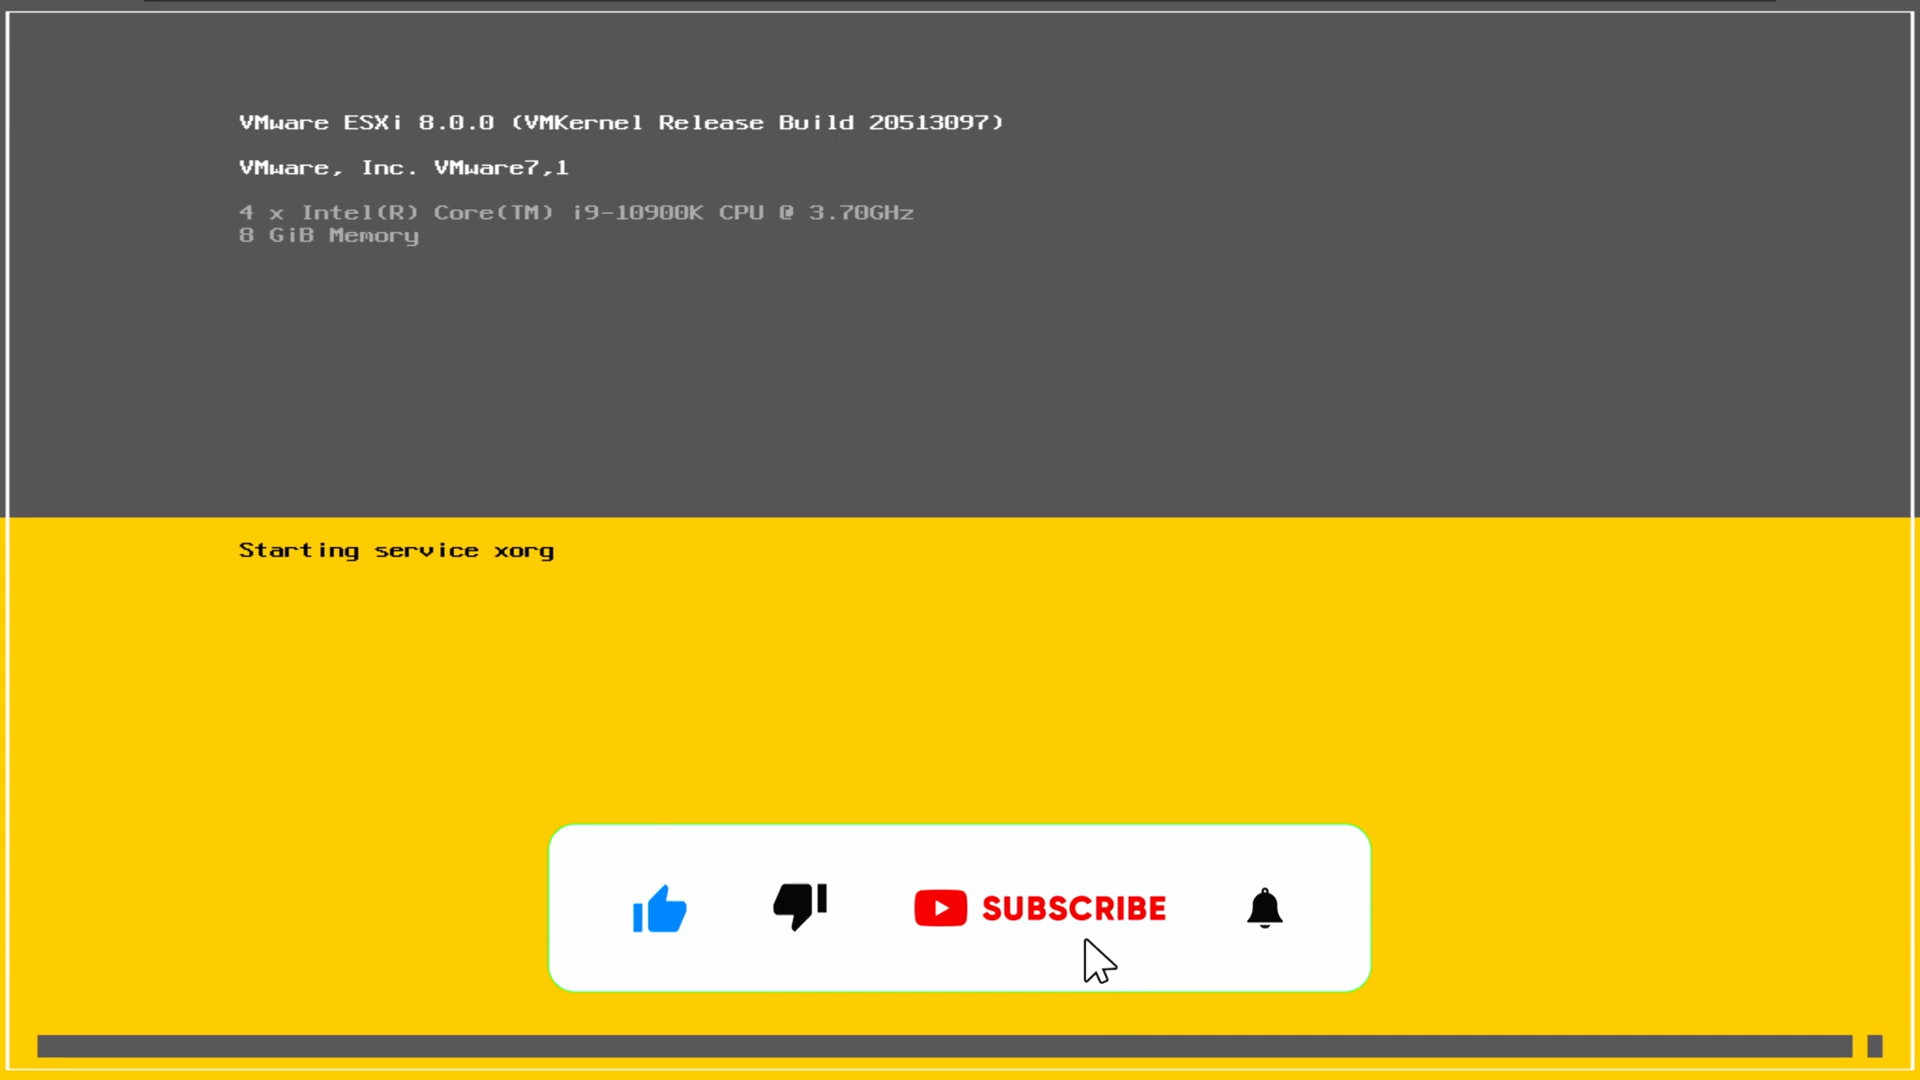 VMware ESXi 8.0.0 (VMKernel Release Build 20513097)
VMware, Inc. VMware7,1
4 x Intel(R) Core(TM) i9-10900K CPU @ 3.70GHz
8 GiB Memory
Starting service xorg
SUBSCRIBE